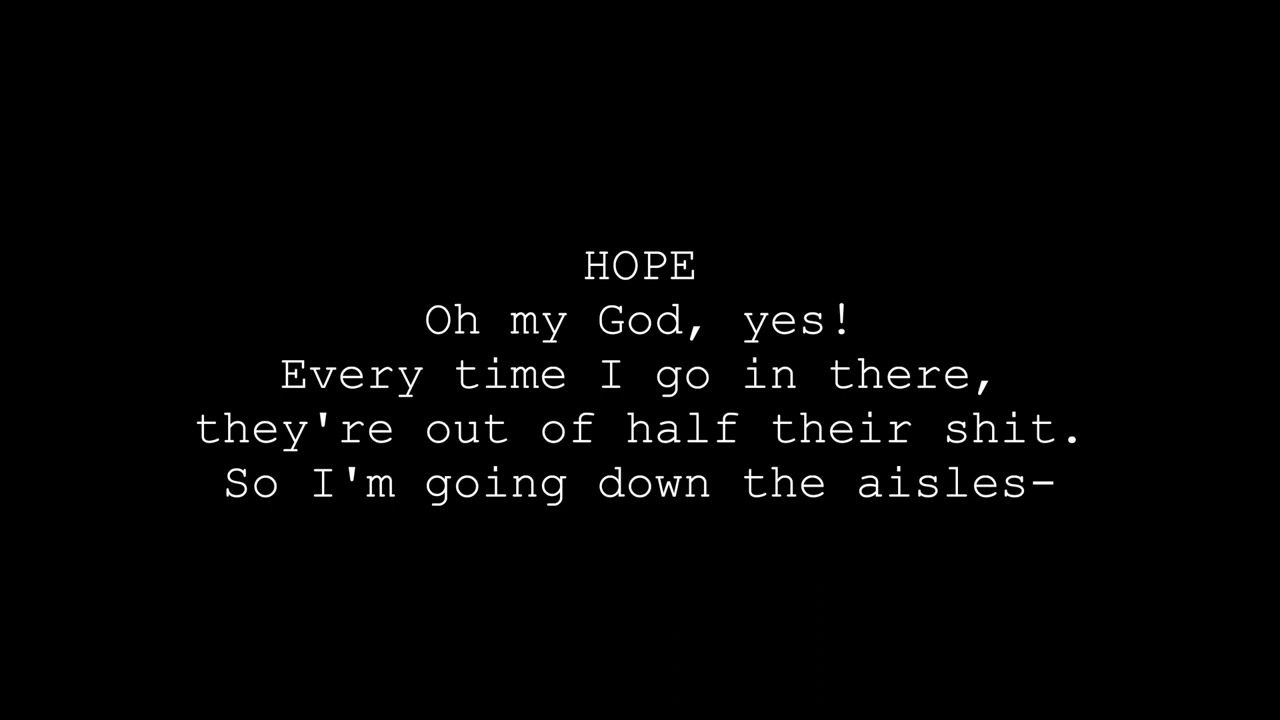 HOPE
Oh my God, yes!
Every time I go in there,
they're out of half their shit.
So I'm going down the aisles-